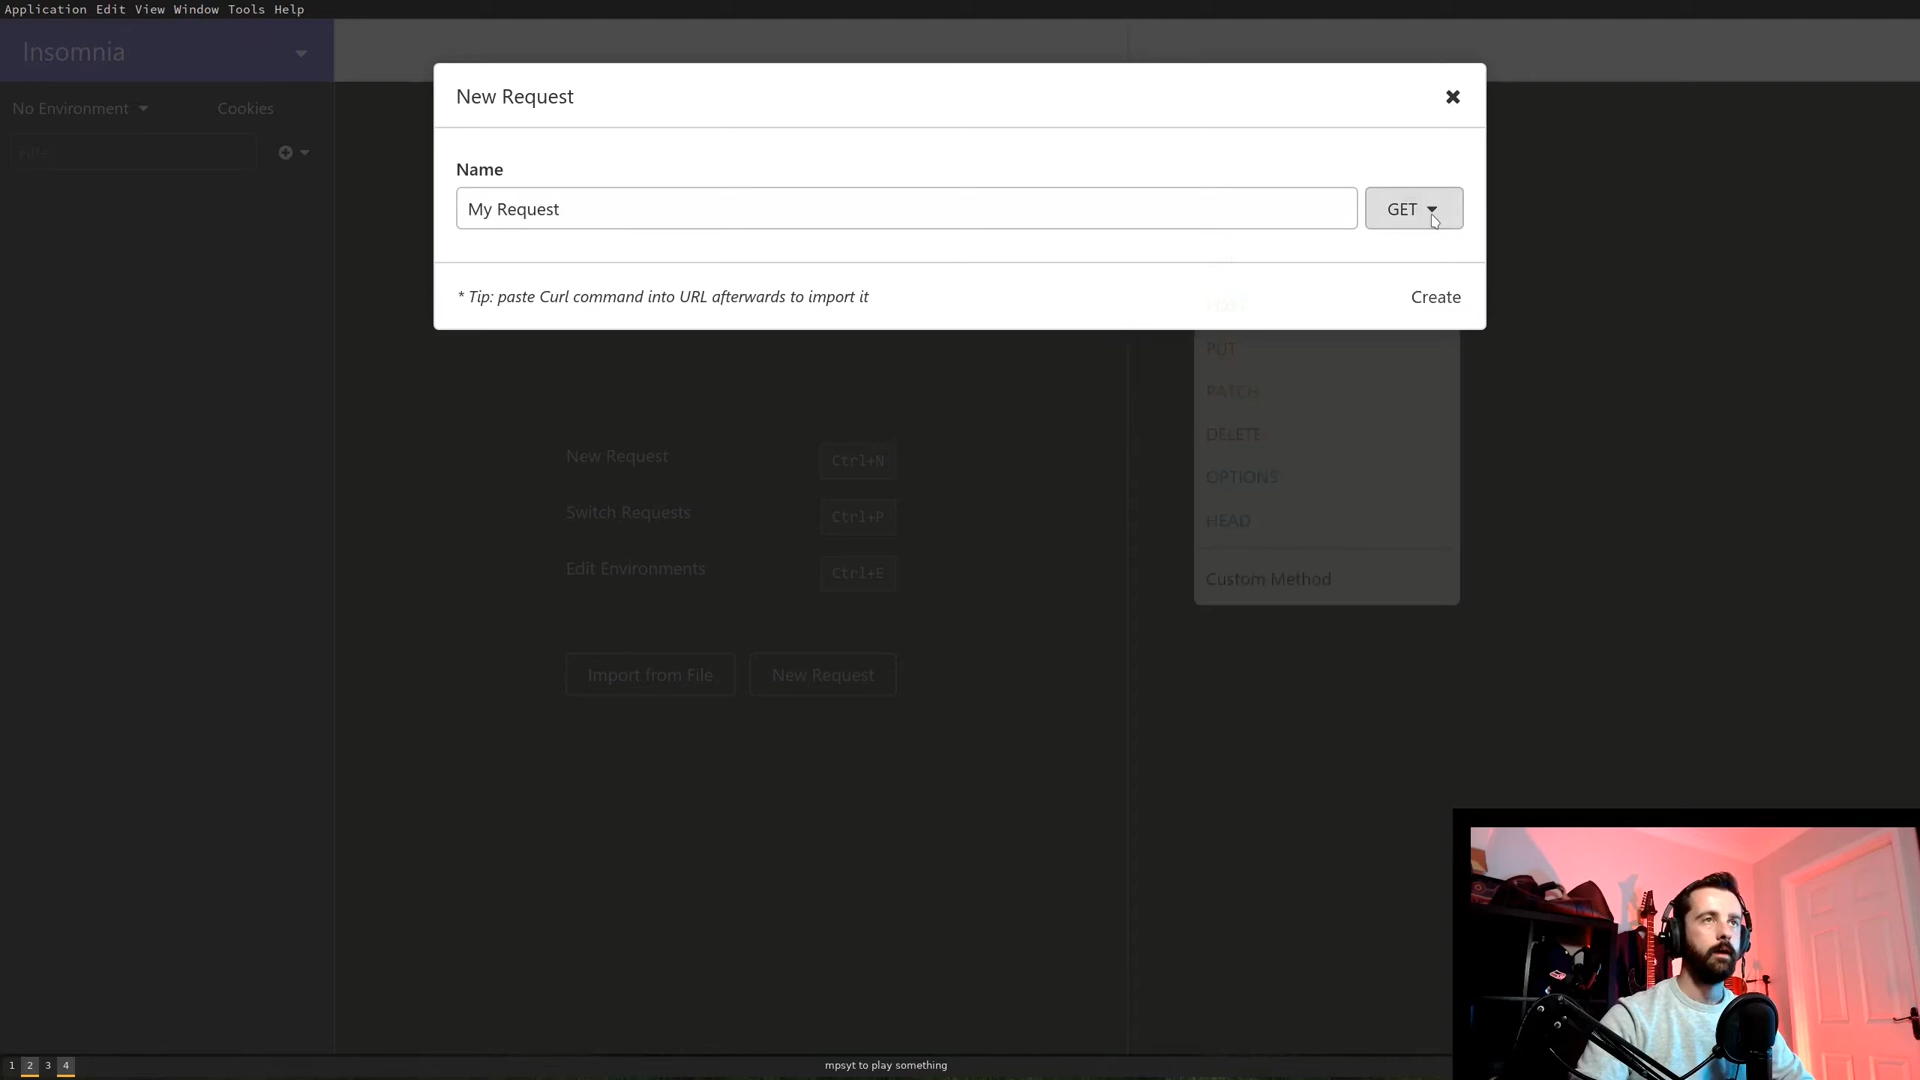 Application Edit View Window Tools Help
Insomnia
No Environment
Cookies
Filter
New Request
Name
My Request
GET
* Tip: paste Curl command into URL afterwards to import it
Create
POST
PUT
PATCH
DELETE
OPTIONS
HEAD
Custom Method
New Request
Ctrl+N
Switch Requests
Ctrl+P
Edit Environments
Ctrl+E
Import from File
New Request
1 2 3 4
mpsyt to play something